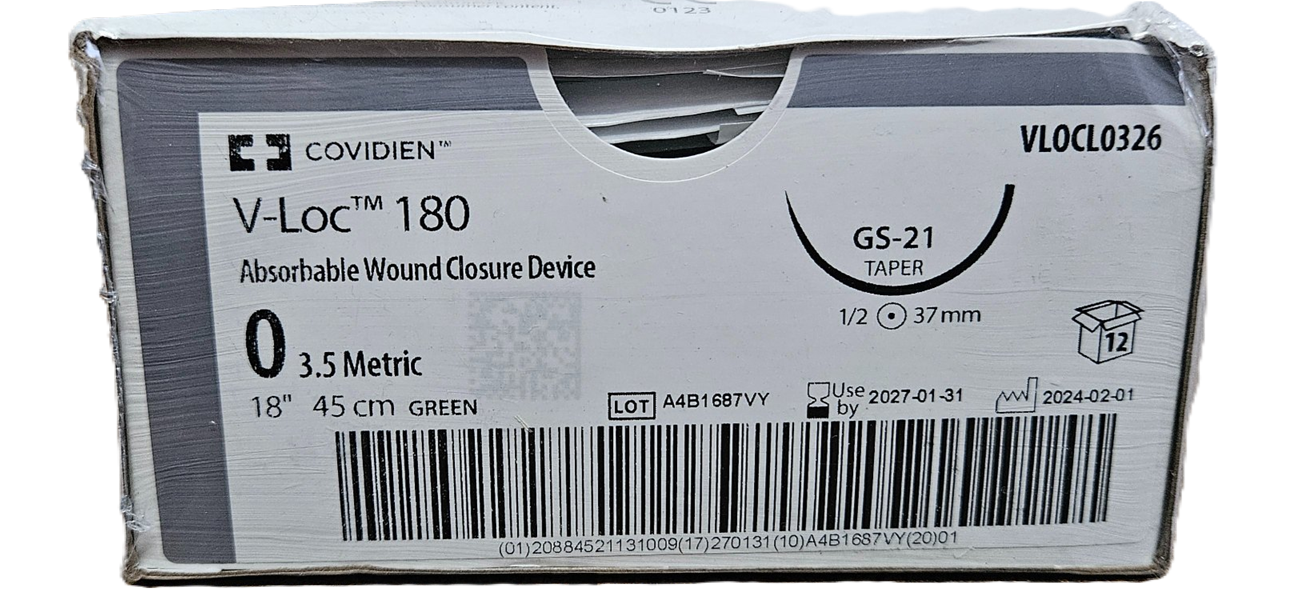 0123
COVIDIEN™
VLOCL0326
V-Loc™ 180
GS-21
TAPER
Absorbable Wound Closure Device
1/2 37mm
0 3.5 Metric
12
18" 45 cm GREEN
LOT A4B1687VY
Use by 2027-01-31
2024-02-01
(01)20884521131009(17)270131(10)A4B1687VY(20)01